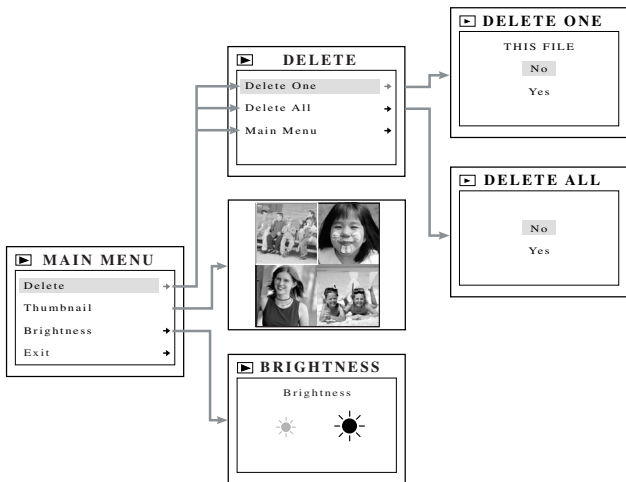 MAIN MENU
Delete
Thumbnail
Brightness
Exit
DELETE
Delete One
Delete All
Main Menu
BRIGHTNESS
Brightness
DELETE ONE
THIS FILE
No
Yes
DELETE ALL
No
Yes